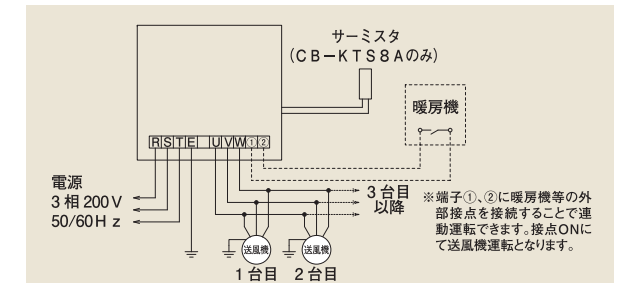 サーミスタ
(CB-KTS8Aのみ)
暖房機
R S T E U V W ① ②
電源
3相200V
50/60Hz
3台目
以降
※端子①、②に暖房機等の外
部接点を接続することで連
動運転できます。接点ONに
て送風機運転となります。
送風機 送風機
1台目 2台目